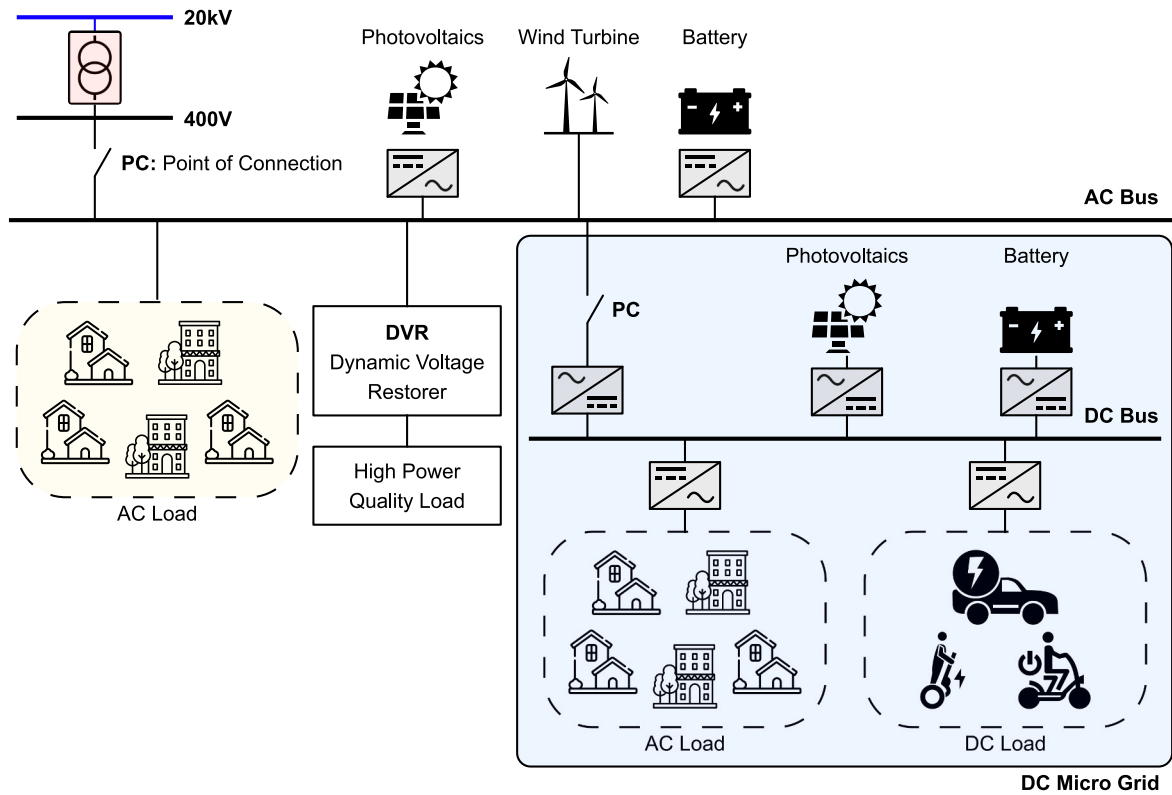 20kV
400V
PC: Point of Connection
Photovoltaics
Wind Turbine
Battery
AC Bus
AC Load
DVR
Dynamic Voltage
Restorer
High Power
Quality Load
PC
Photovoltaics
Battery
DC Bus
AC Load
DC Load
DC Micro Grid